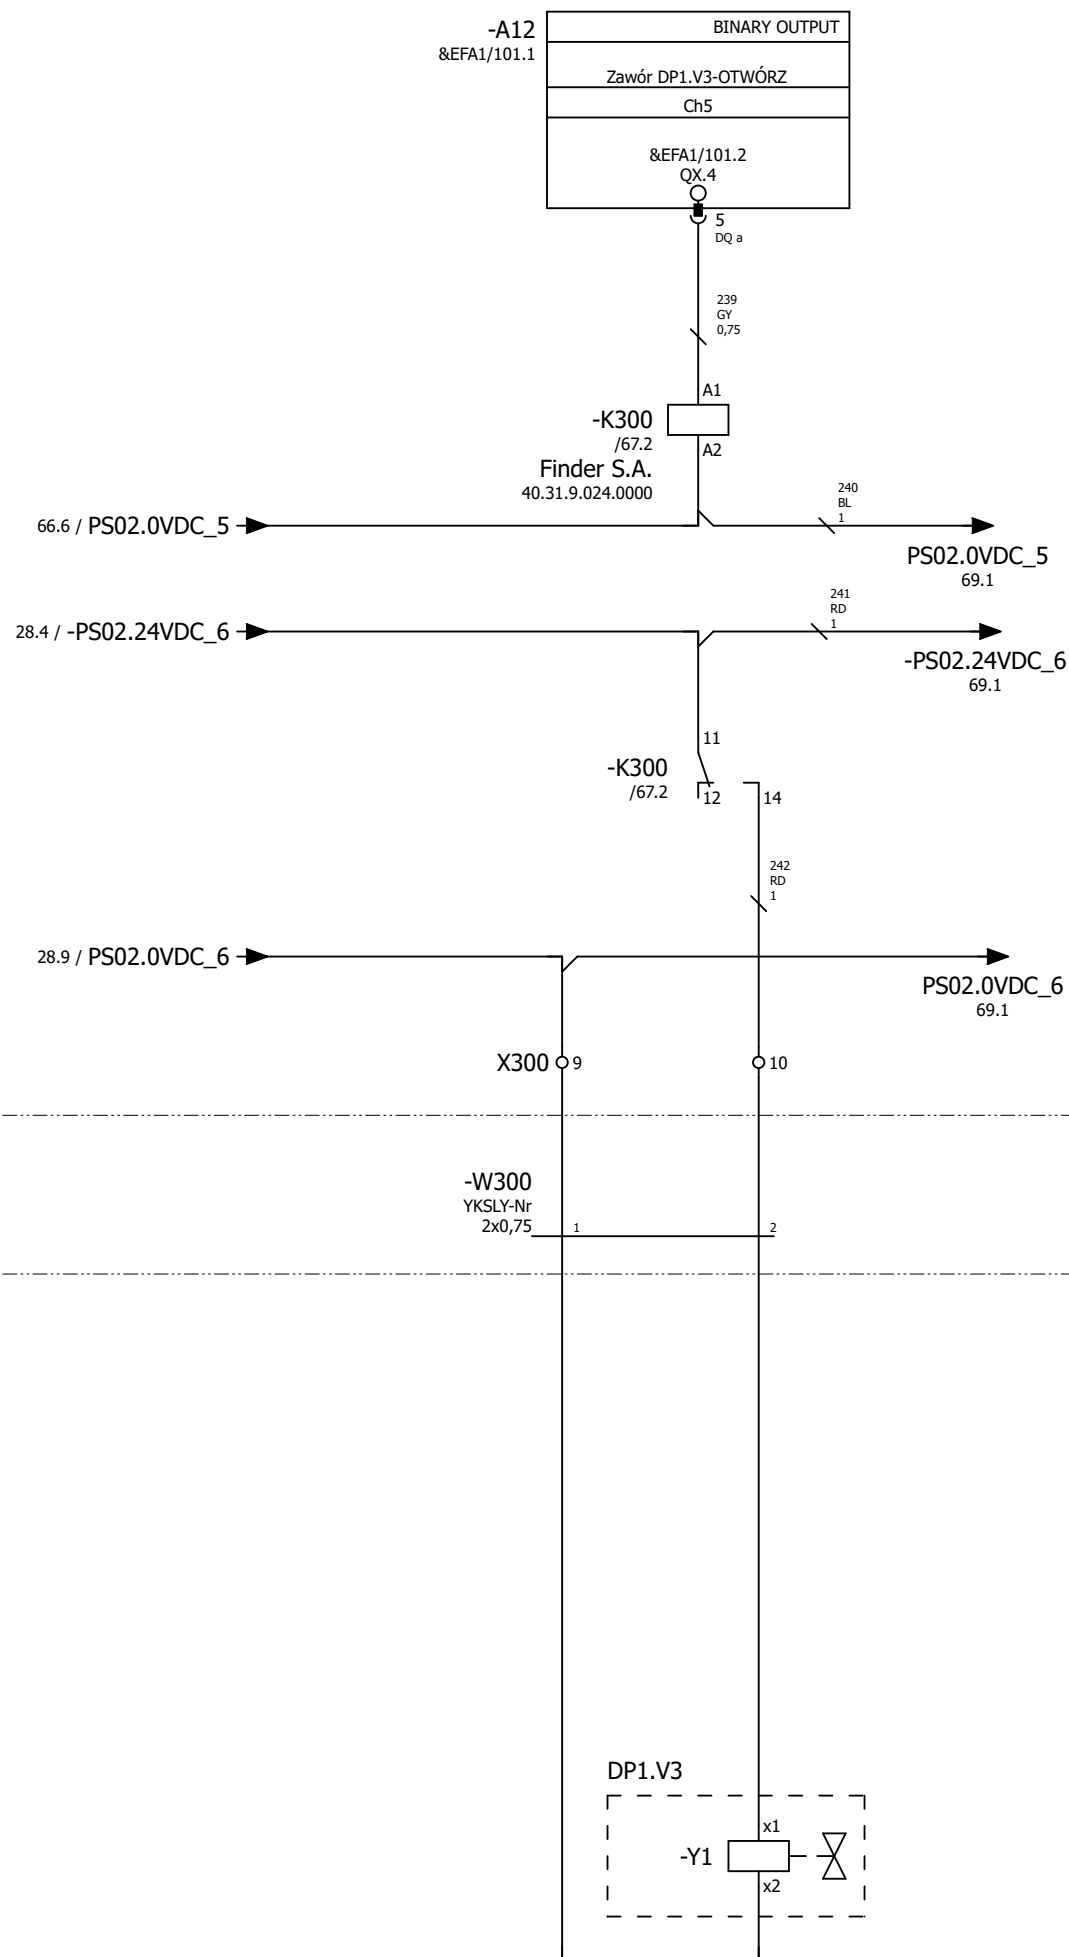 -A12
&EFA1/101.1
BINARY OUTPUT
Zawór DP1.V3-OTWÓRZ
Ch5
&EFA1/101.2
QX.4
5
DQ a
239
GY
0,75
A1
-K300
/67.2
A2
Finder S.A.
40.31.9.024.0000
240
BL
1
66.6 / PS02.0VDC_5
PS02.0VDC_5
69.1
241
RD
1
28.4 / -PS02.24VDC_6
-PS02.24VDC_6
69.1
11
-K300
/67.2
12
14
242
RD
1
28.9 / PS02.0VDC_6
PS02.0VDC_6
69.1
X300
9
10
-W300
YKSLY-Nr
2x0,75
1
2
DP1.V3
x1
-Y1
x2